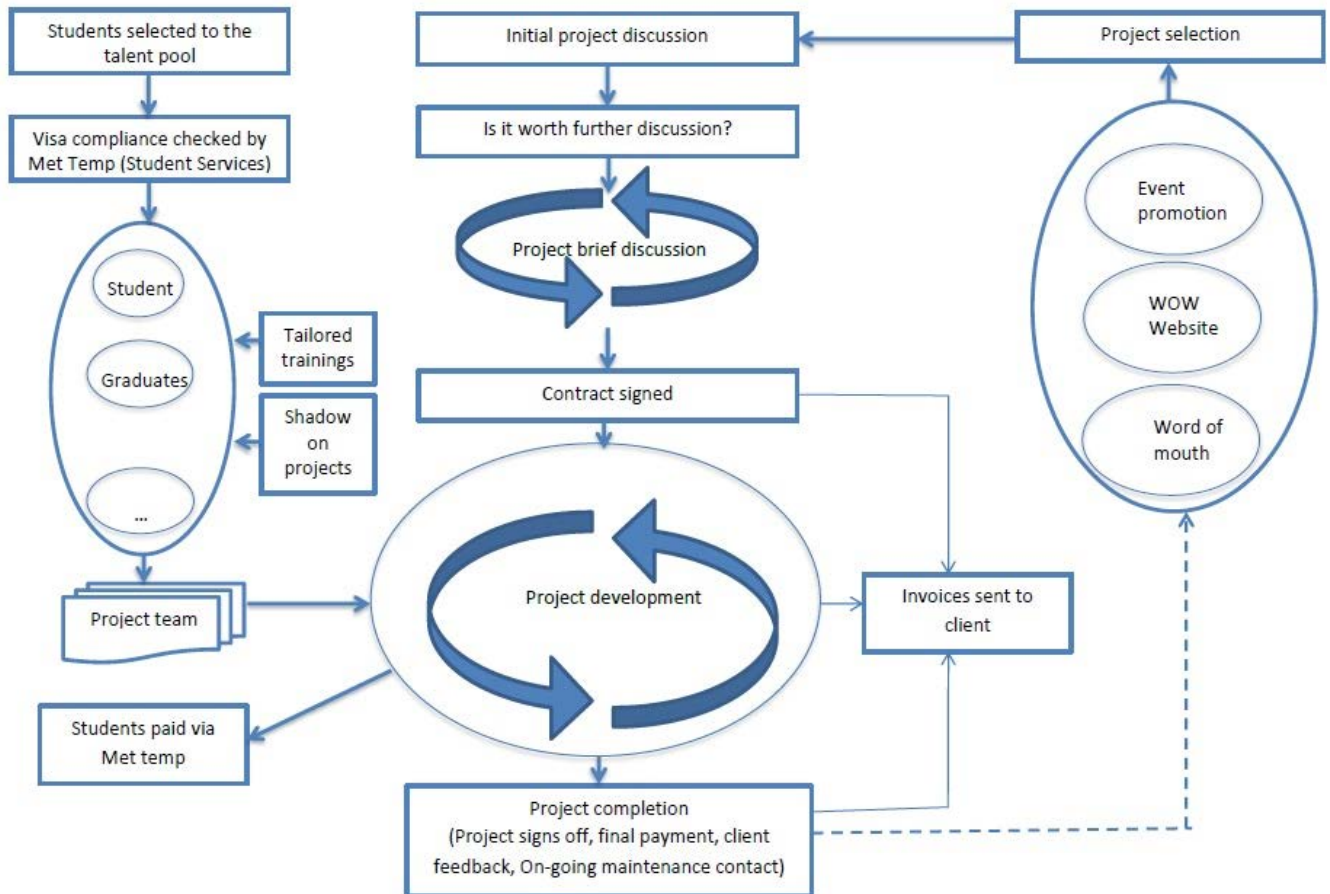 Students selected to the
talent pool
Initial project discussion
Project selection
Visa compliance checked by
Met Temp (Student Services)
Is it worth further discussion?
Event
promotion
Project brief discussion
Student
WOW
Website
Tailored
trainings
Graduates
Contract signed
Shadow
on
projects
Word of
mouth
...
Project development
Invoices sent to
client
Project team
Students paid via
Met temp
Project completion
(Project signs off, final payment, client
feedback, On-going maintenance contact)